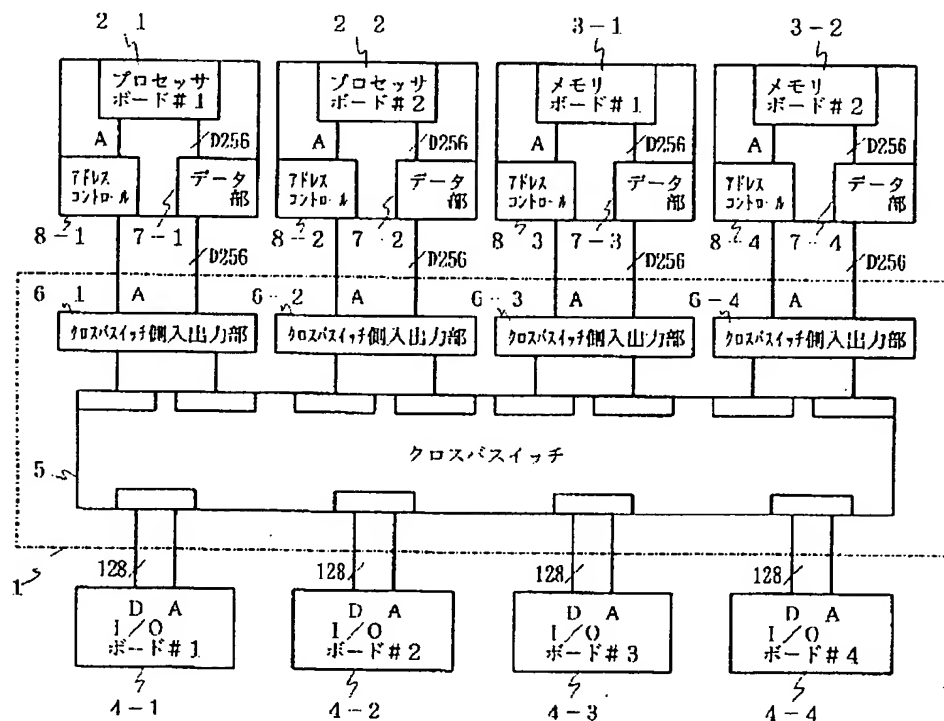 2-1 2-2 3-1 3-2
プロセッサ プロセッサ メモリ メモリ
ボード#1 ボード#2 ボード#1 ボード#2
A D256 A D256 A D256 A D256
アドレス データ アドレス データ アドレス データ アドレス データ
コントロール 部 コントロール 部 コントロール 部 コントロール 部
8-1 7-1 8-2 7-2 8-3 7-3 8-4 7-4
D256 D256 D256 D256
6-1 A 6-2 A 6-3 A 6-4 A
クロスバスイッチ側入出力部 クロスバスイッチ側入出力部 クロスバスイッチ側入出力部 クロスバスイッチ側入出力部
クロスバスイッチ
5
1
128 128 128 128
D A D A D A D A
I/O I/O I/O I/O
ボード#1 ボード#2 ボード#3 ボード#4
4-1 4-2 4-3 4-4